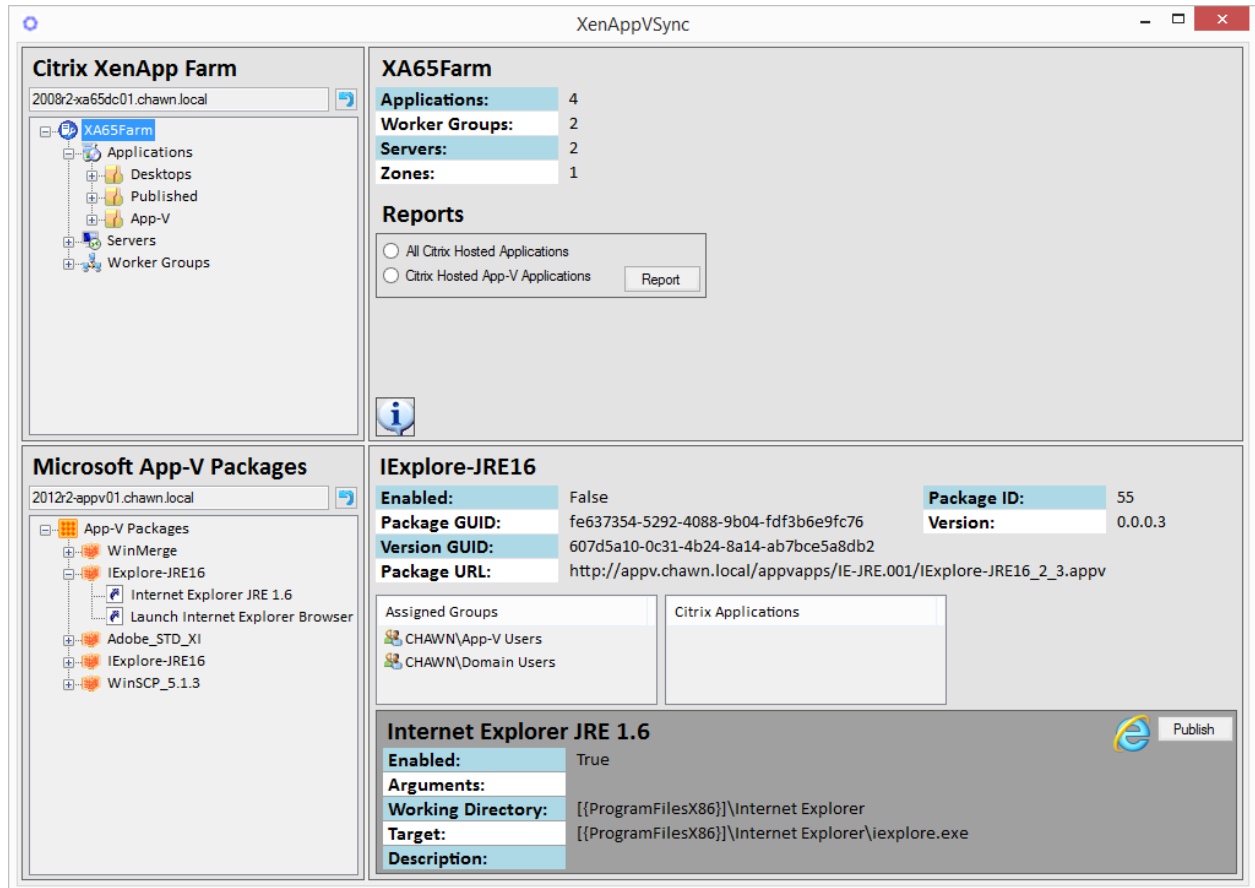 XenAppVSync
Citrix XenApp Farm
2008r2-xa65dc01.chawn.local
XA65Farm
Applications
Desktops
Published
App-V
Servers
Worker Groups
XA65Farm
Applications: 4
Worker Groups: 2
Servers: 2
Zones: 1
Reports
All Citrix Hosted Applications
Citrix Hosted App-V Applications
Report
Microsoft App-V Packages
2012r2-appv01.chawn.local
App-V Packages
WinMerge
IExplore-JRE16
Internet Explorer JRE 1.6
Launch Internet Explorer Browser
Adobe_STD_XI
IExplore-JRE16
WinSCP_5.1.3
IExplore-JRE16
Enabled: False Package ID: 55
Package GUID: fe637354-5292-4088-9b04-fdf3b6e9fc76 Version: 0.0.0.3
Version GUID: 607d5a10-0c31-4b24-8a14-ab7bce5a8db2
Package URL: http://appv.chawn.local/appvapps/IE-JRE.001/IExplore-JRE16_2_3.appv
Assigned Groups
CHAWN\App-V Users
CHAWN\Domain Users
Citrix Applications
Internet Explorer JRE 1.6
Publish
Enabled: True
Arguments:
Working Directory: [{{ProgramFilesX86}}]\Internet Explorer
Target: [{{ProgramFilesX86}}]\Internet Explorer\iexplore.exe
Description: